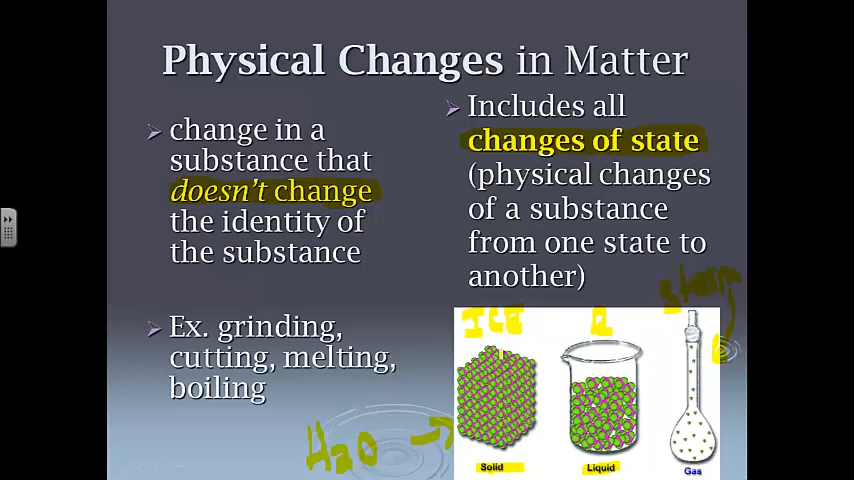 Physical Changes in Matter
change in a
substance that
doesn't change
the identity of
the substance
Ex. grinding,
cutting, melting,
boiling
Includes all
changes of state
(physical changes
of a substance
from one state to
another)
H2O
ICE
Steam
Solid
Liquid
Gas